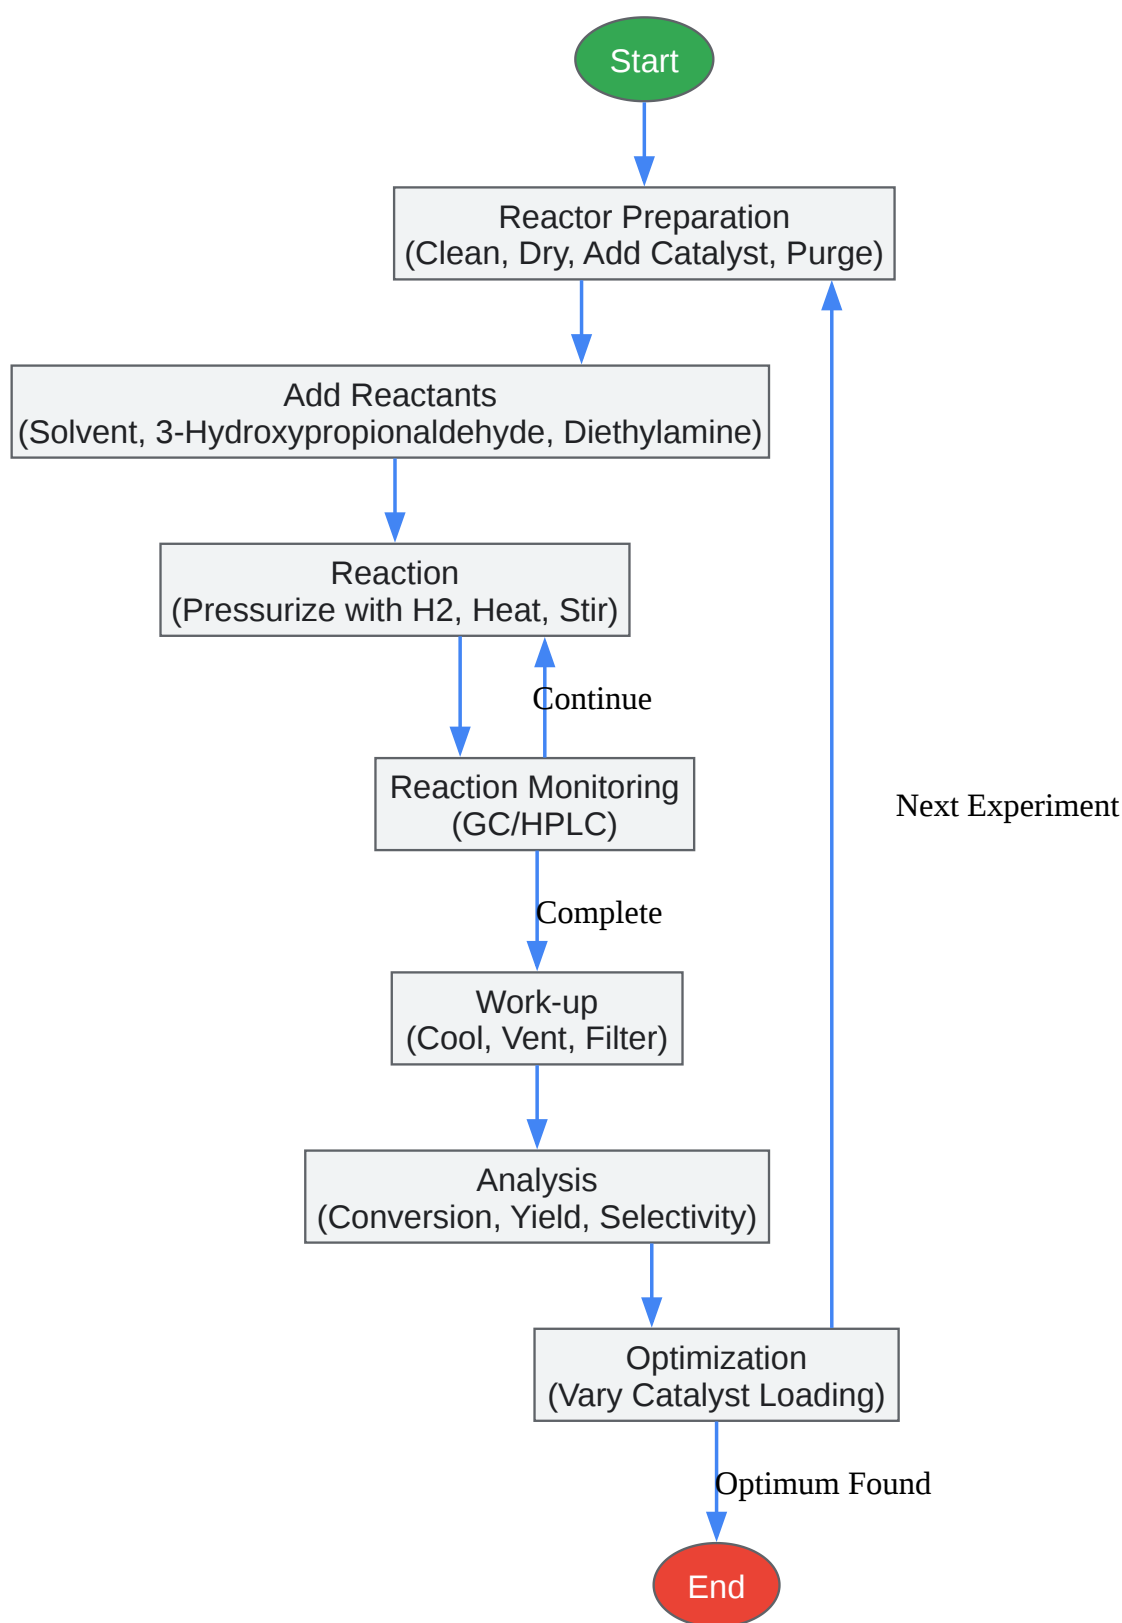 Start
Reactor Preparation
(Clean, Dry, Add Catalyst, Purge)
Add Reactants
(Solvent, 3-Hydroxypropionaldehyde, Diethylamine)
Reaction
(Pressurize with H2, Heat, Stir)
Continue
Reaction Monitoring
(GC/HPLC)
Next Experiment
Complete
Work-up
(Cool, Vent, Filter)
Analysis
(Conversion, Yield, Selectivity)
Optimization
(Vary Catalyst Loading)
Optimum Found
End